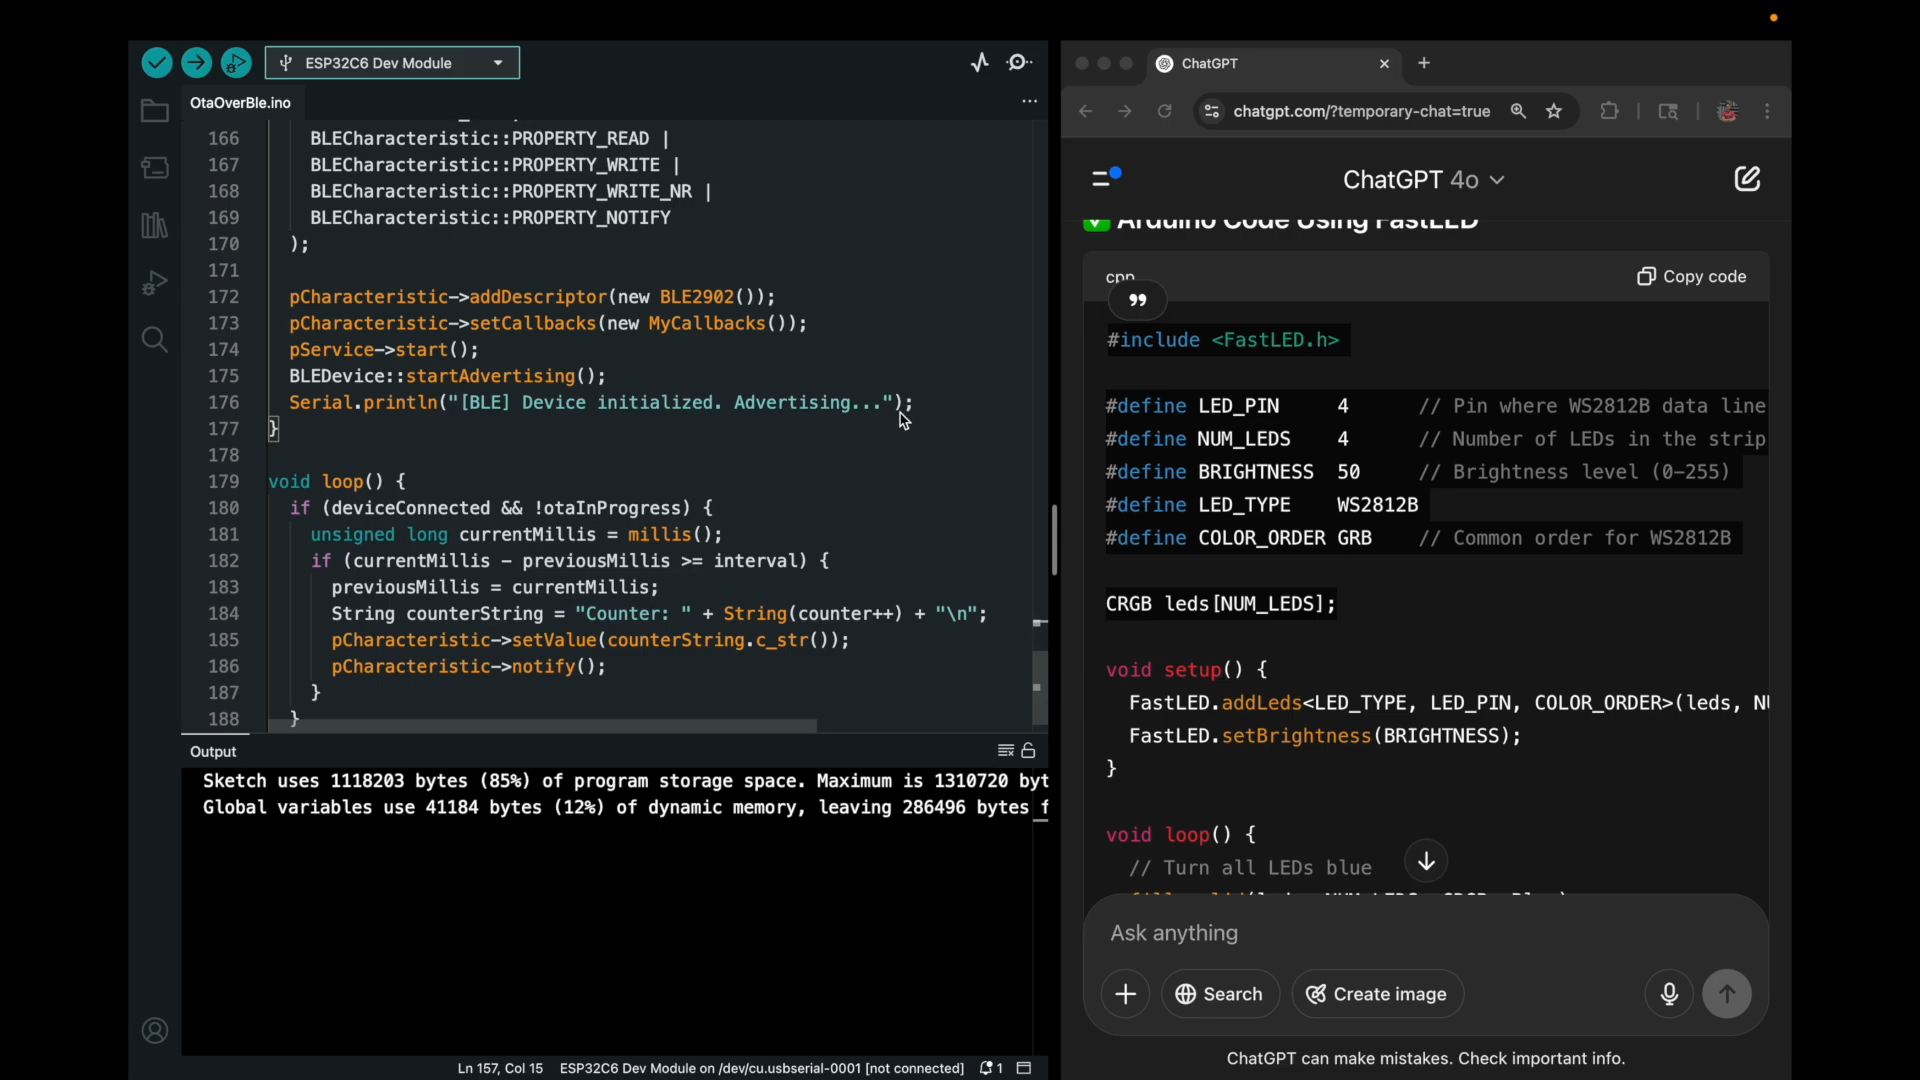 ESP32C6 Dev Module
OtaOverBle.ino
166 BLECharacteristic::PROPERTY_READ |
167 BLECharacteristic::PROPERTY_WRITE |
168 BLECharacteristic::PROPERTY_WRITE_NR |
169 BLECharacteristic::PROPERTY_NOTIFY
170 );
171
172 pCharacteristic->addDescriptor(new BLE2902());
173 pCharacteristic->setCallbacks(new MyCallbacks());
174 pService->start();
175 BLEDevice::startAdvertising();
176 Serial.println("[BLE] Device initialized. Advertising...");
177 }
178
179 void loop() {
180 if (deviceConnected && !otaInProgress) {
181 unsigned long currentMillis = millis();
182 if (currentMillis - previousMillis >= interval) {
183 previousMillis = currentMillis;
184 String counterString = "Counter: " + String(counter++) + "\n";
185 pCharacteristic->setValue(counterString.c_str());
186 pCharacteristic->notify();
187 }
188 }
Output
Sketch uses 1118203 bytes (85%) of program storage space. Maximum is 1310720 byt
Global variables use 41184 bytes (12%) of dynamic memory, leaving 286496 bytes f
Ln 157, Col 15 ESP32C6 Dev Module on /dev/cu.usbserial-0001 [not connected] 1
ChatGPT
chatgpt.com/?temporary-chat=true
ChatGPT 4o
Arduino Code Using FastLED
cpp
Copy code
#include <FastLED.h>
#define LED_PIN 4 // Pin where WS2812B data line
#define NUM_LEDS 4 // Number of LEDs in the strip
#define BRIGHTNESS 50 // Brightness level (0–255)
#define LED_TYPE WS2812B
#define COLOR_ORDER GRB // Common order for WS2812B
CRGB leds[NUM_LEDS];
void setup() {
FastLED.addLeds<LED_TYPE, LED_PIN, COLOR_ORDER>(leds, NU
FastLED.setBrightness(BRIGHTNESS);
}
void loop() {
// Turn all LEDs blue
Ask anything
Search
Create image
ChatGPT can make mistakes. Check important info.